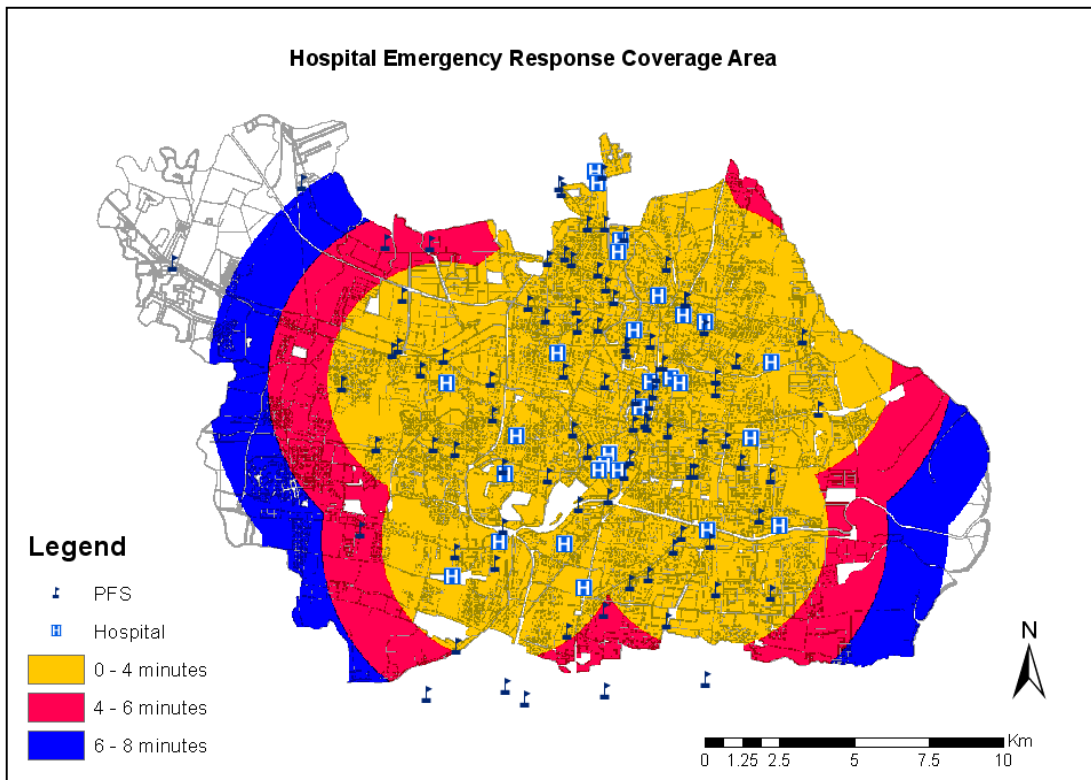 Hospital Emergency Response Coverage Area
Legend
PFS
H Hospital
0 - 4 minutes
4 - 6 minutes
6 - 8 minutes
N
Km
0 1.25 2.5 5 7.5 10